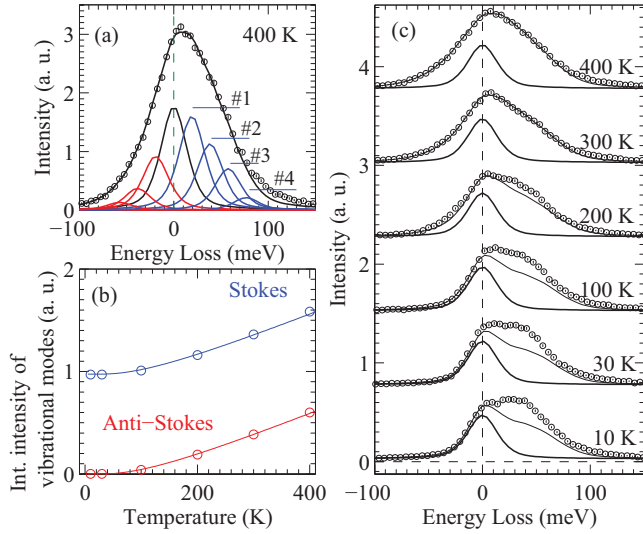 (a)
400 K
3
2
1
0
Intensity (a. u.)
#1
#2
#3
#4
−100
0
100
Energy Loss (meV)
(b)
Stokes
Anti−Stokes
2
1
0
Int. intensity of
vibrational modes (a. u.)
0
200
400
Temperature (K)
(c)
4
2
0
Intensity (a. u.)
400 K
300 K
200 K
100 K
30 K
10 K
−100
0
100
Energy Loss (meV)